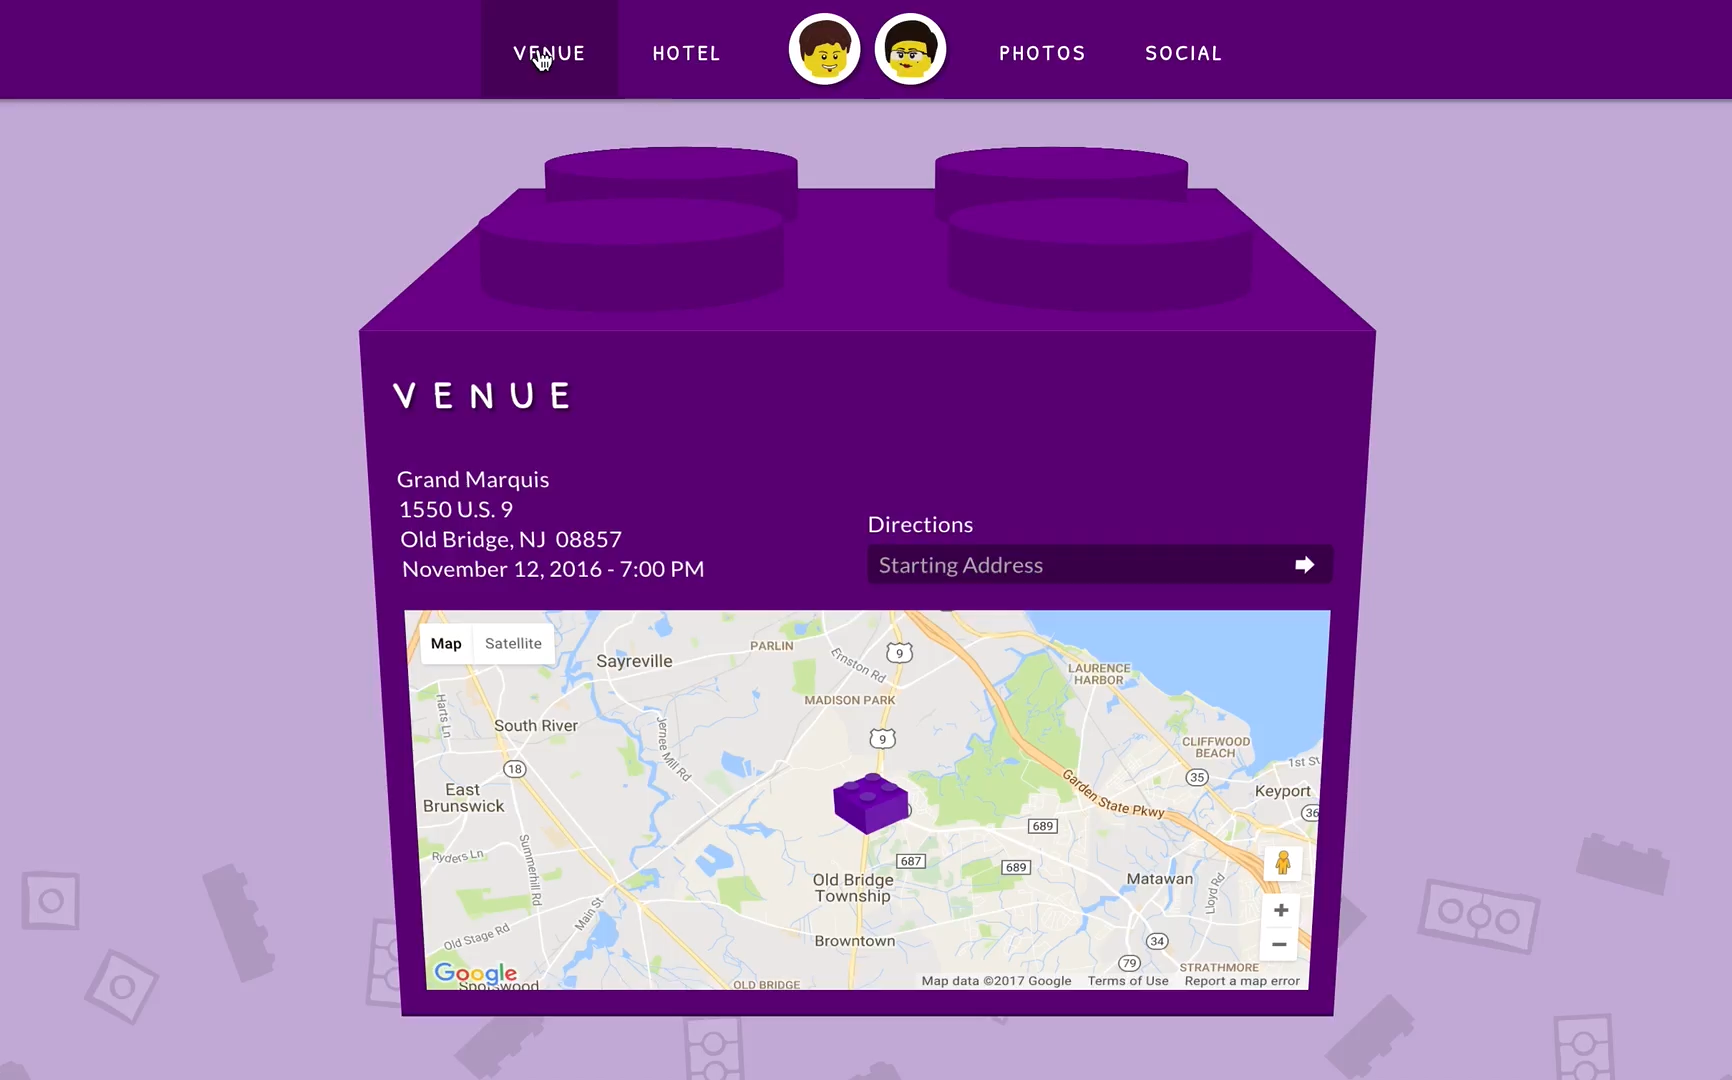 VENUE
HOTEL
PHOTOS
SOCIAL
VENUE
Grand Marquis
1550 U.S. 9
Old Bridge, NJ 08857
November 12, 2016 - 7:00 PM
Directions
Starting Address
Map
Satellite
Sayreville
PARLIN
Ernston Rd
9
LAURENCE
HARBOR
MADISON PARK
Harts Ln
South River
Jernee Mill Rd
9
CLIFFWOOD
BEACH
18
35
1st St
East
Brunswick
Garden State Pkwy
Keyport
36
689
Ryders Ln
Summerhill Rd
687
689
Old Bridge
Township
Matawan
Lloyd Rd
Main St
Old Stage Rd
Browntown
34
79
STRATHMORE
Google
Spotswood
OLD BRIDGE
Map data ©2017 Google
Terms of Use
Report a map error